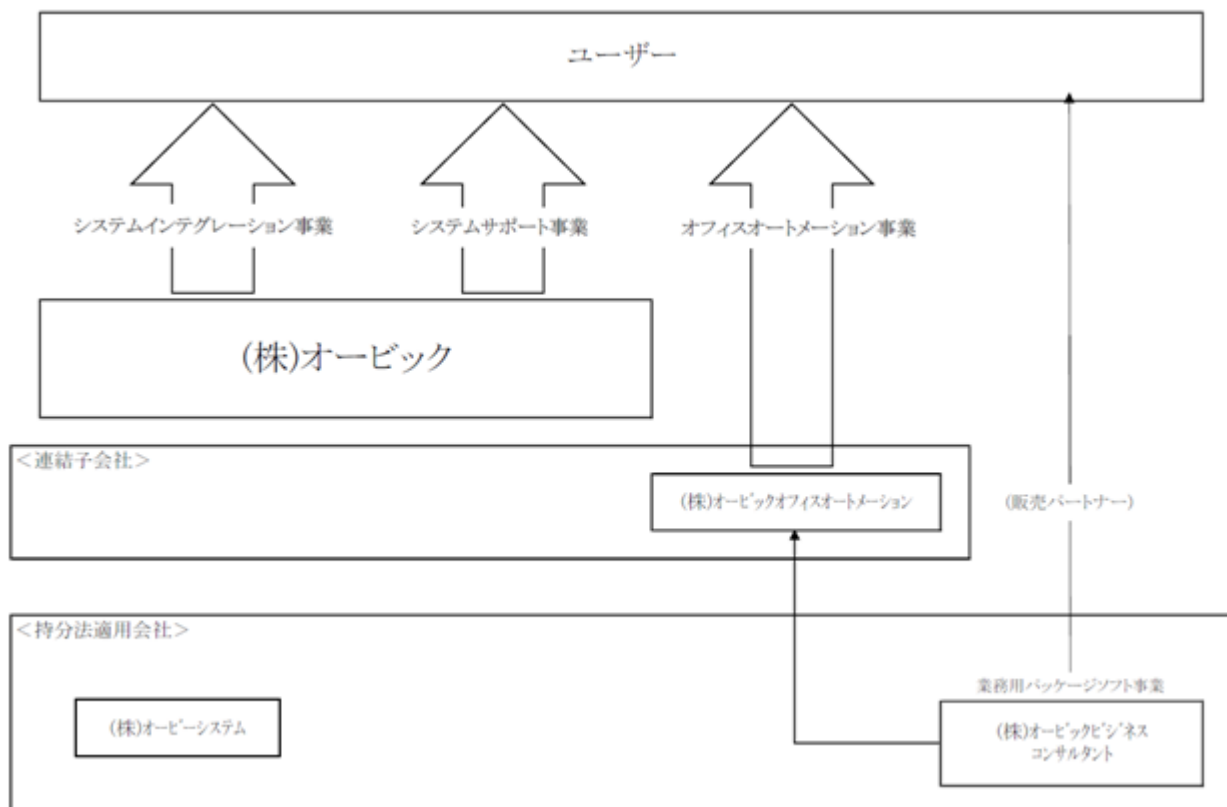 ユーザー
システムインテグレーション事業
システムサポート事業
オフィスオートメーション事業
(株)オービック
<連結子会社>
(株)オービックオフィスオートメーション
(販売パートナー)
<持分法適用会社>
業務用パッケージソフト事業
(株)オービーシステム
(株)オービックビジネス
コンサルタント